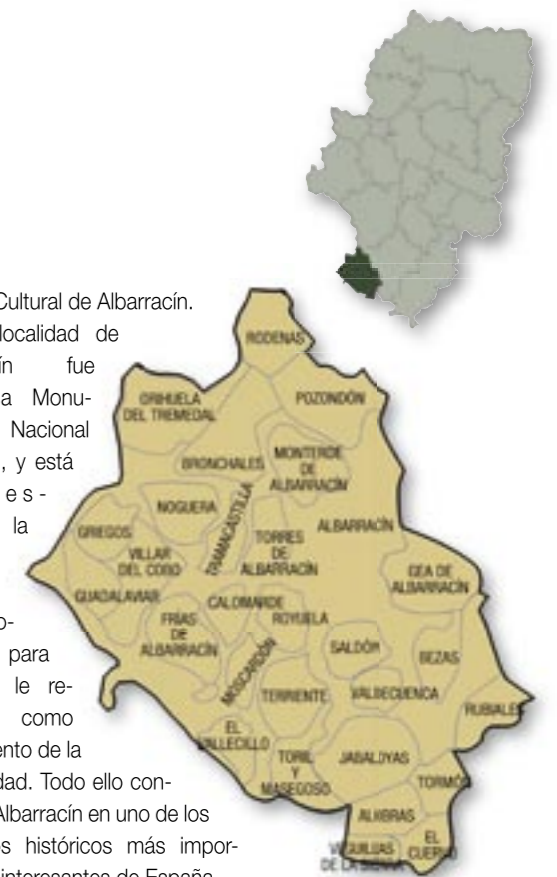 Cultural de Albarracín.
localidad de
ín fue
a Monu-
Nacional
, y está
e s -
la
o-
para
le re-
como
ento de la
dad. Todo ello con-
Albarracín en uno de los
os históricos más impor-
interesantes de España
RODENAS
ORIHUELA
DEL TREMEDAL
POZONDÓN
BRONCHALES
MONTERDE
DE
ALBARRACÍN
NOGUERA
TRAMACASTILLA
ALBARRACÍN
GRIEGOS
TORRES
DE
ALBARRACÍN
VILLAR
DEL COBO
GEA DE
ALBARRACÍN
GUADALAVIAR
CALOMARDE
FRÍAS
DE
ALBARRACÍN
ROYUELA
MOSCARDÓN
SALDÓN
BEZAS
TERRIENTE
VALDECUENCA
RUBIALES
EL
VALLECILLO
TORIL
Y
MASEGOSO
JABALOYAS
TORMÓN
ALOBRAS
EL
CUERVO
DE LA SIERRA